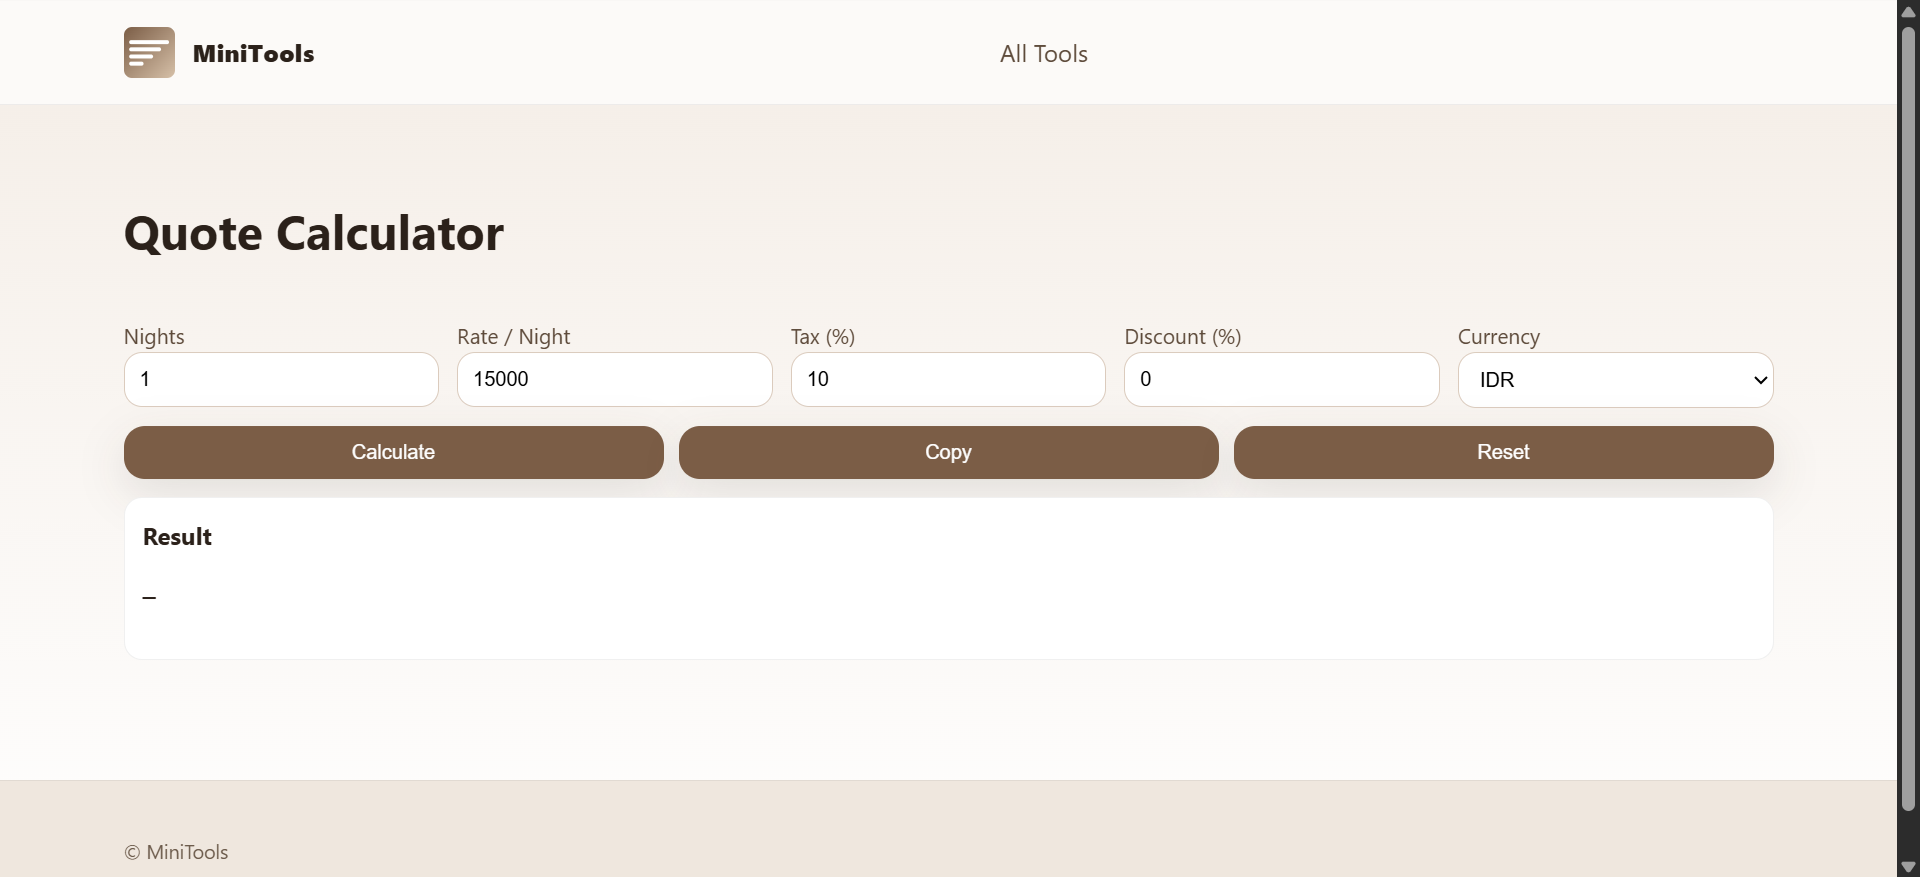 MiniTools
All Tools
Quote Calculator
Nights
Rate / Night
Tax (%)
Discount (%)
Currency
1
15000
10
0
IDR
Calculate
Copy
Reset
Result
—
© MiniTools